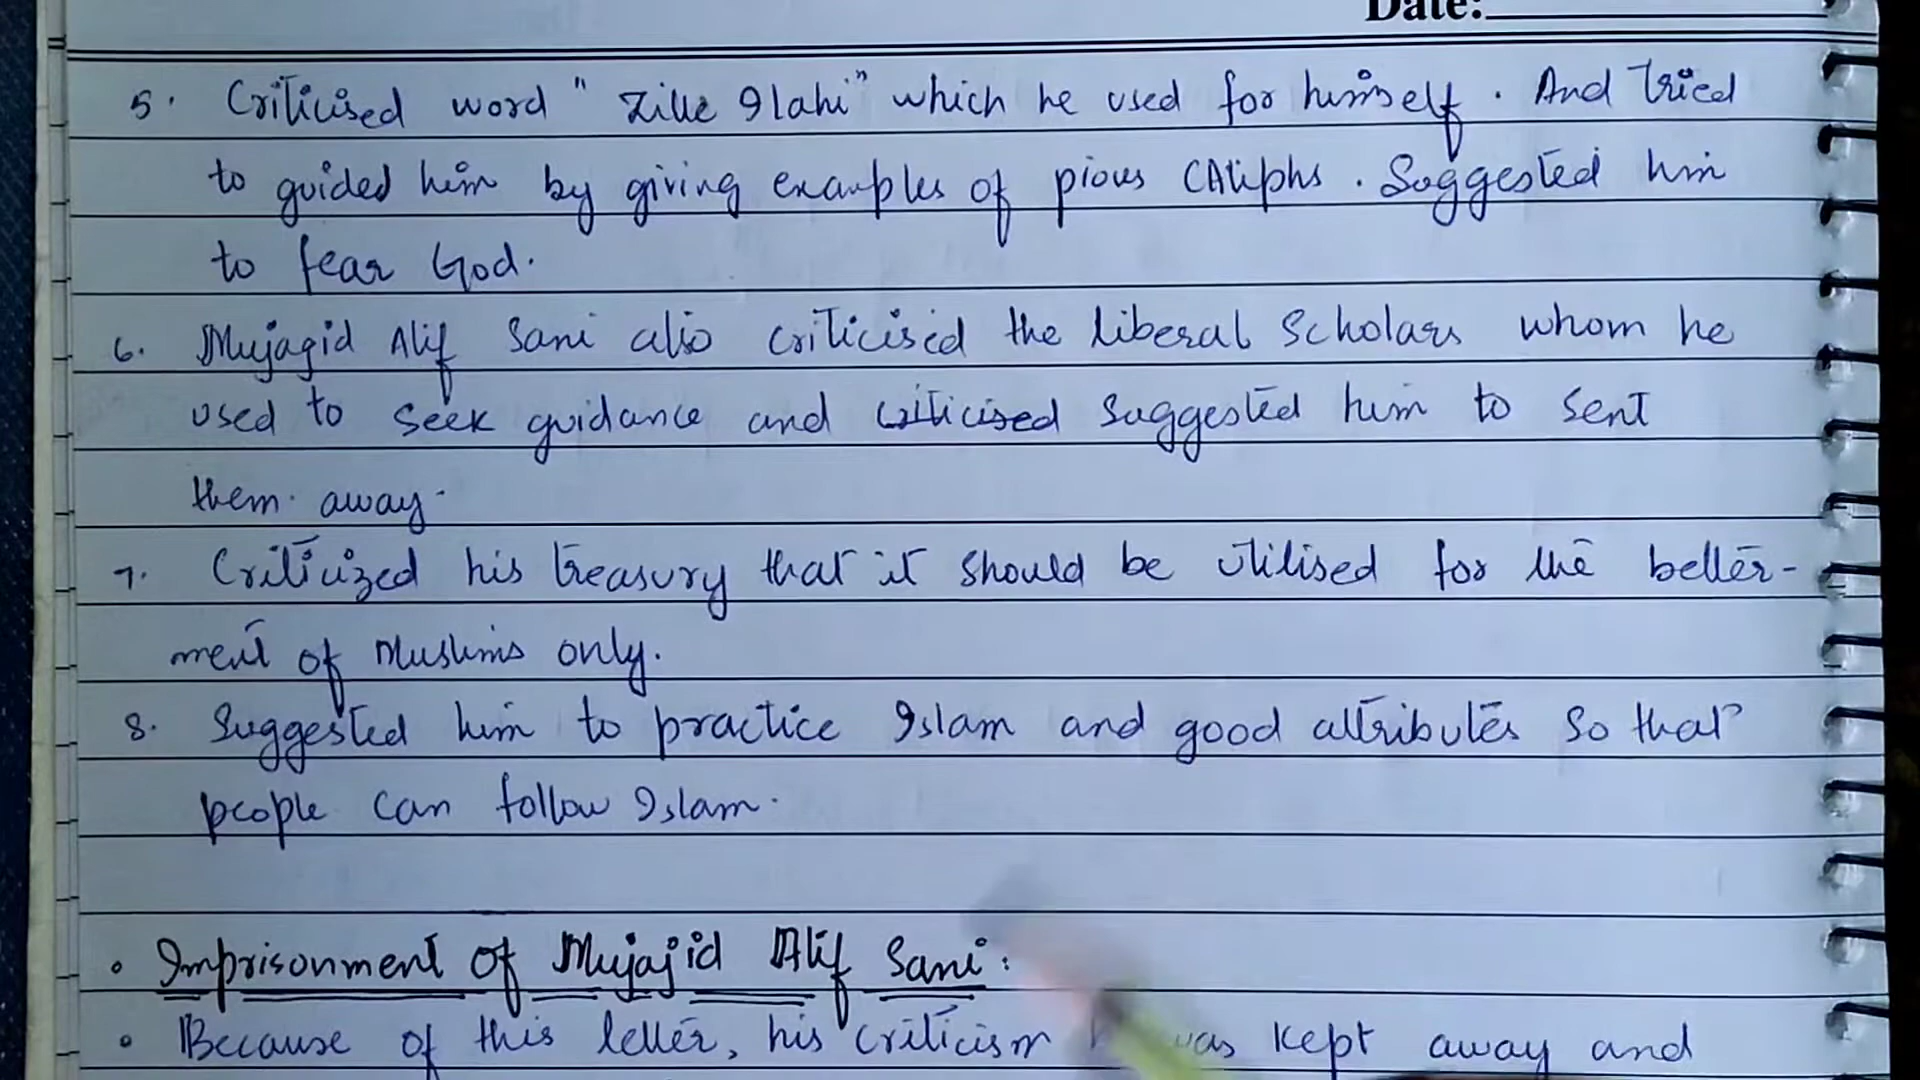 Date:
5. Criticised word "Zille Ilahi" which he used for himself. And tried
to guided him by giving examples of pious CAliphs. Suggested him
to fear God.
6. Mujagid Alif Sani also criticised the liberal Scholars whom he
used to seek guidance and criticised suggested him to sent
them away.
7. Criticized his treasury that it should be utilised for the better-
ment of Muslims only.
8. Suggested him to practice Islam and good attributes so that
people can follow Islam.
• Imprisonment of Mujajid Alif Sani:
• Because of this letter, his criticism was kept away and